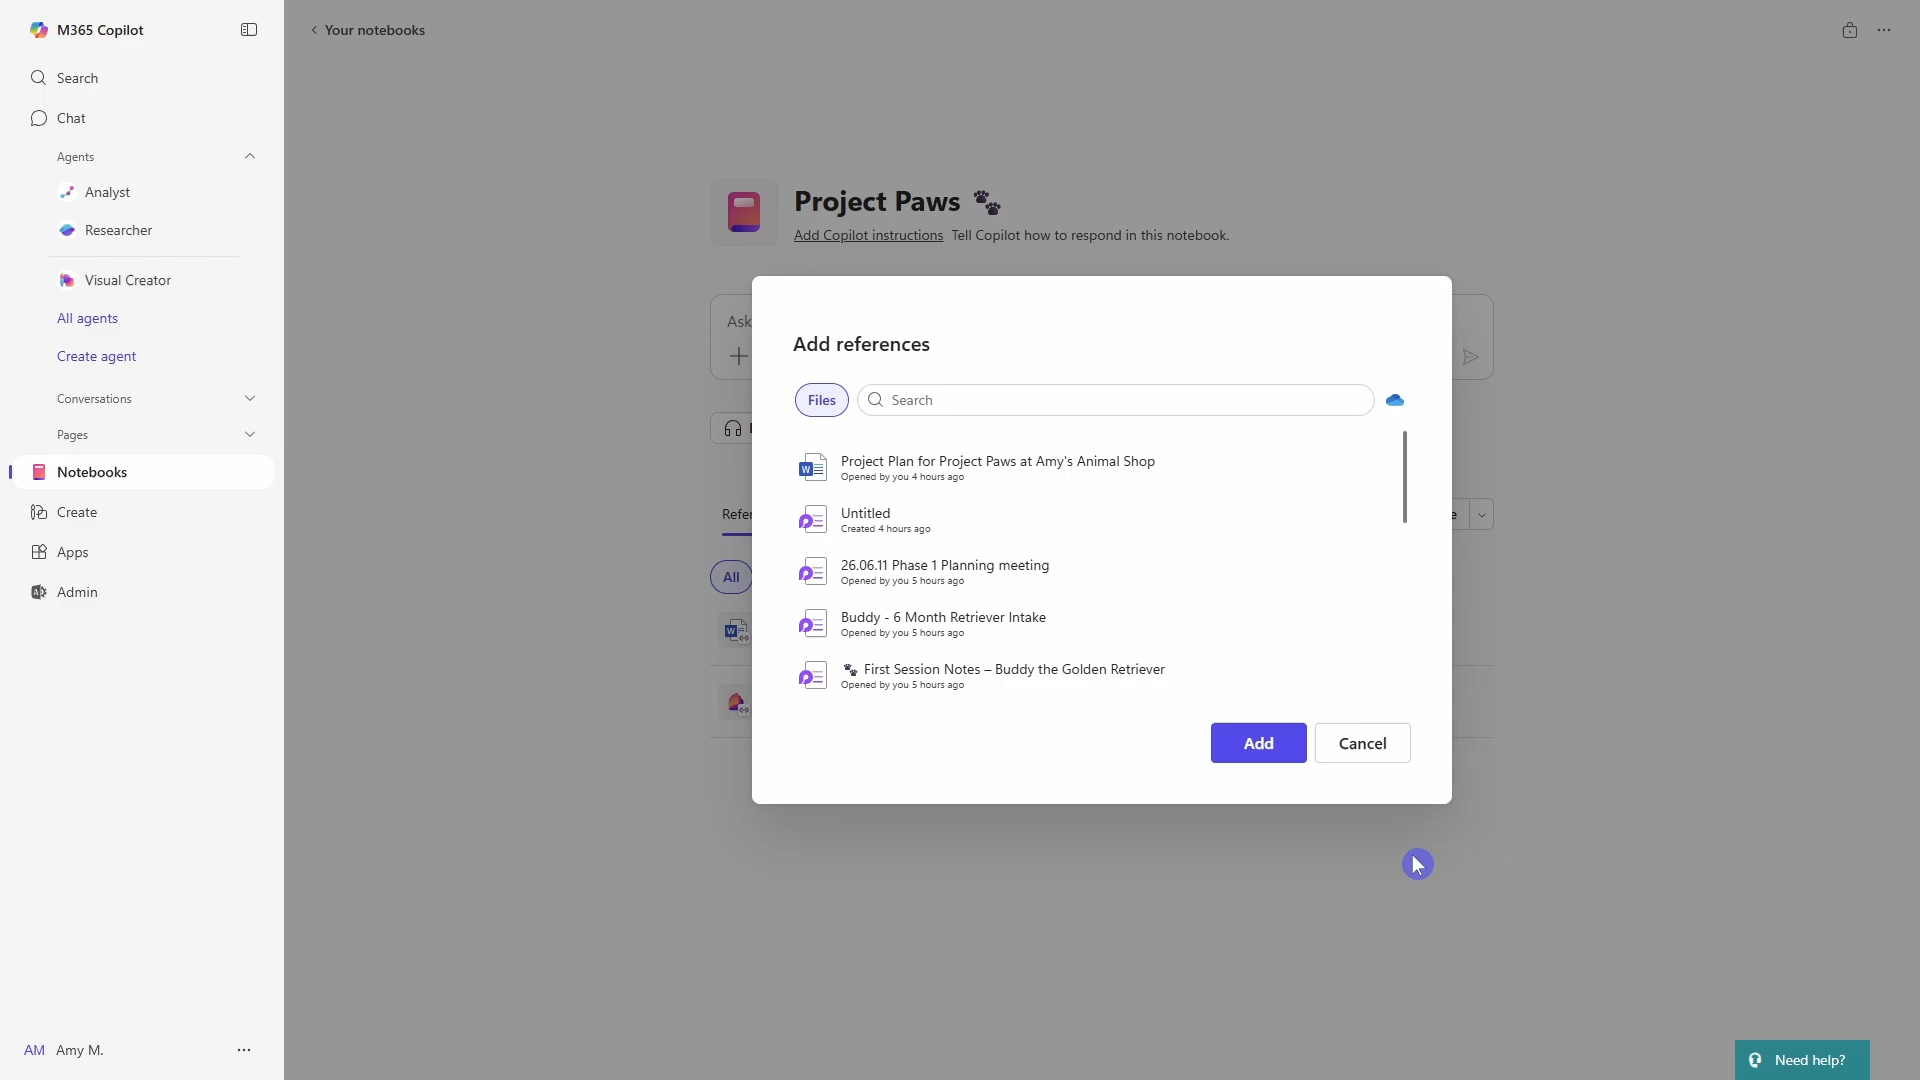 M365 Copilot
Search
Chat
Agents
Analyst
Researcher
Visual Creator
All agents
Create agent
Conversations
Pages
Notebooks
Create
Apps
Admin
AM Amy M.
Your notebooks
Project Paws
Add Copilot instructions Tell Copilot how to respond in this notebook.
Ask
Add references
Files
Search
Project Plan for Project Paws at Amy's Animal Shop
Opened by you 4 hours ago
Untitled
Created 4 hours ago
26.06.11 Phase 1 Planning meeting
Opened by you 5 hours ago
Buddy - 6 Month Retriever Intake
Opened by you 5 hours ago
🐾 First Session Notes – Buddy the Golden Retriever
Opened by you 5 hours ago
Add
Cancel
Refer
All
Need help?